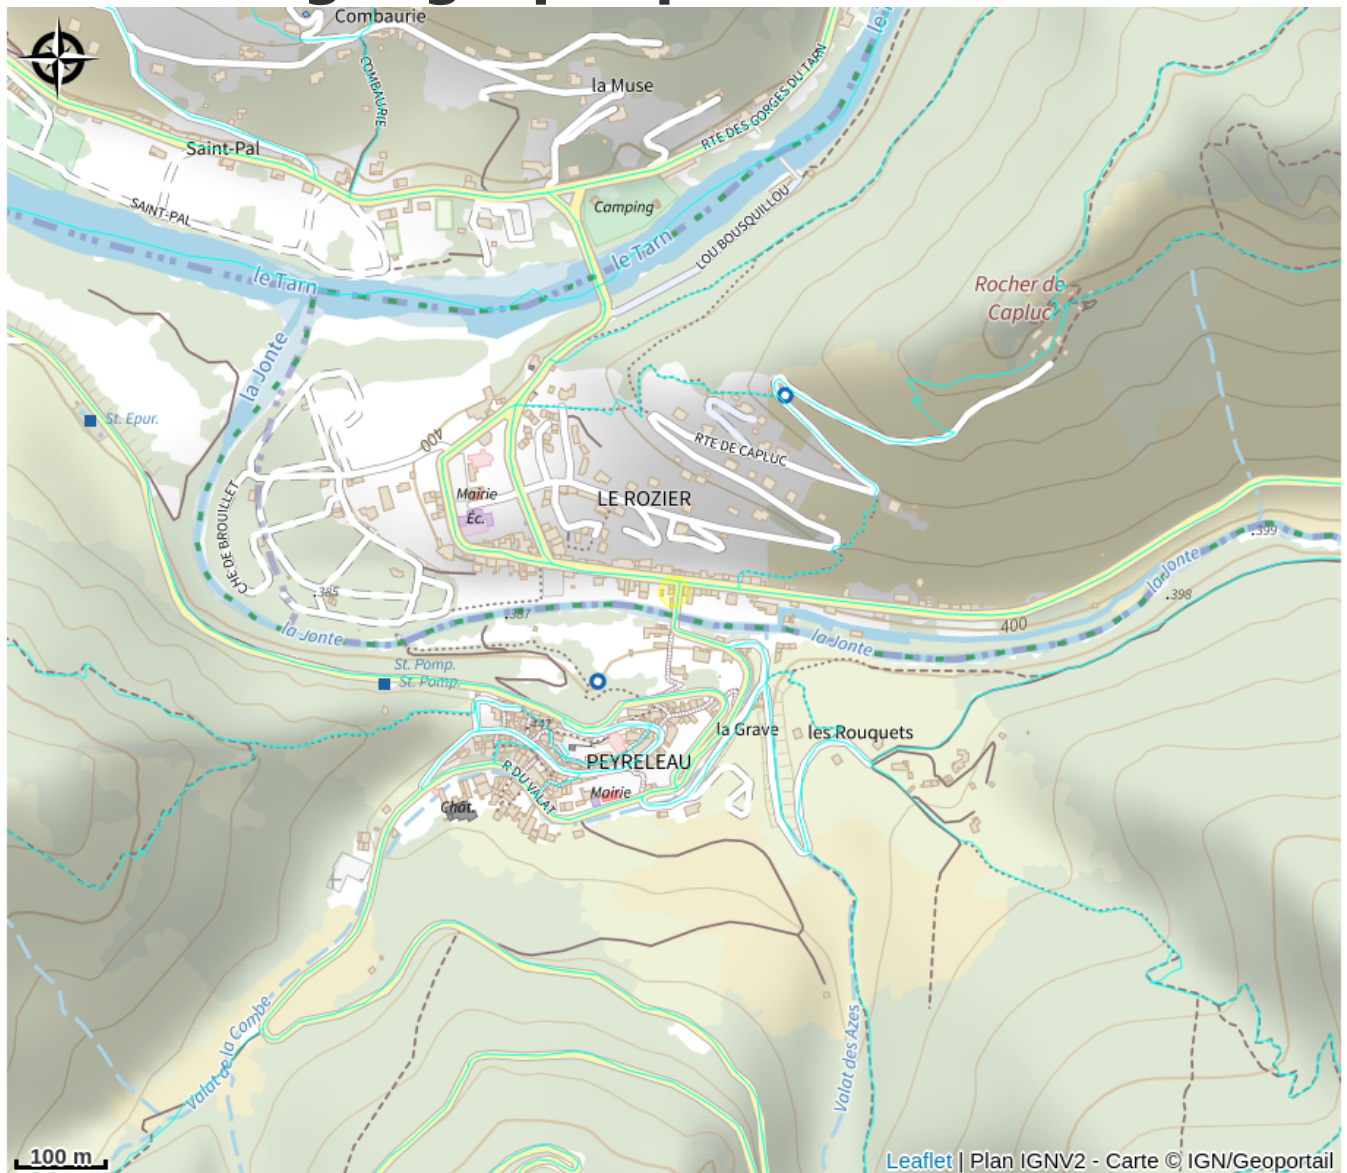 Combaurie
le T
la Muse
COMBAURIE
RTE DES GORGES DU TARN
Saint-Pal
SAINT-PAL
Camping
LOU BOUSQUILLOU
le Tarn
le Tarn
Rocher de
Capluc
la Jonte
St. Epur.
400
RTE DE CAPLUC
Mairie
LE ROZIER
Éc.
CHE DE BROUILLET
.399
la Jonte
.385
.398
.387
400
la Jonte
la Jonte
St. Pomp.
St. Pomp.
la Grave
les Rouquets
PEYRELEAU
R DU VALAT
Mairie
Chât.
Valat de la Combe
Valat des Azes
100 m
Leaflet | Plan IGNV2 - Carte © IGN/Geoportail